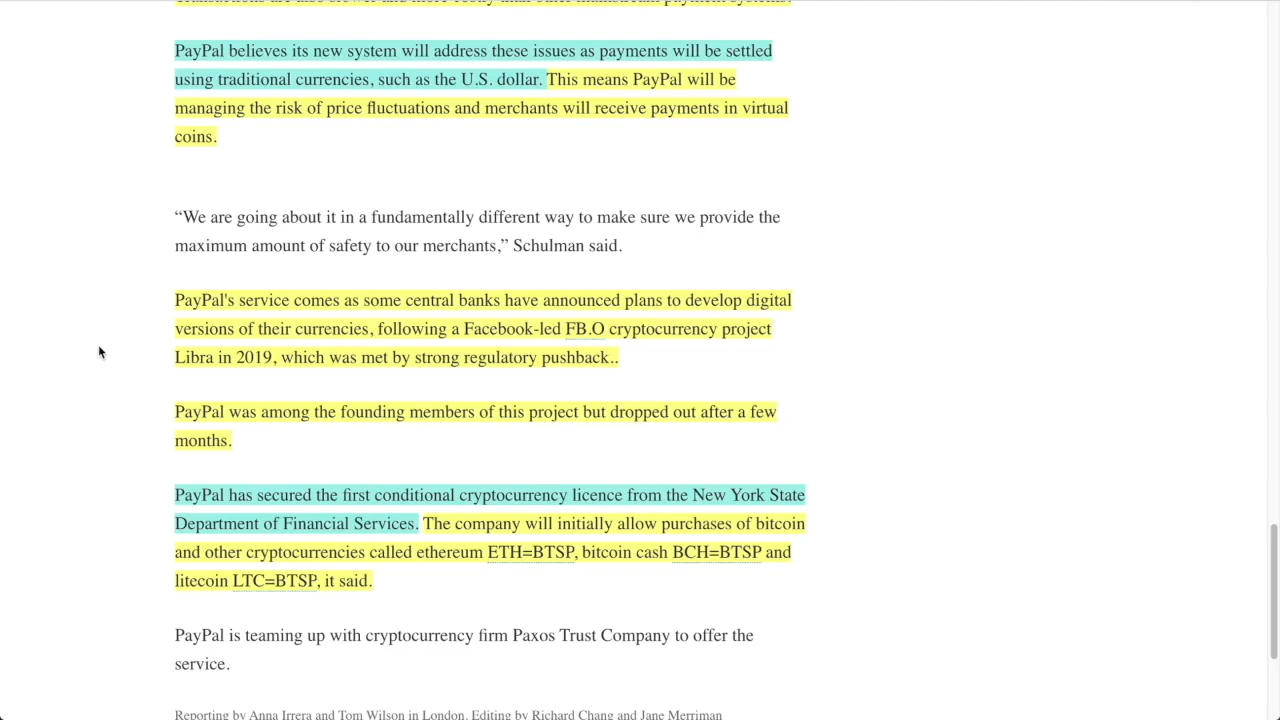 PayPal believes its new system will address these issues as payments will be settled
using traditional currencies, such as the U.S. dollar. This means PayPal will be
managing the risk of price fluctuations and merchants will receive payments in virtual
coins.
“We are going about it in a fundamentally different way to make sure we provide the
maximum amount of safety to our merchants,” Schulman said.
PayPal's service comes as some central banks have announced plans to develop digital
versions of their currencies, following a Facebook-led FB.O cryptocurrency project
Libra in 2019, which was met by strong regulatory pushback..
PayPal was among the founding members of this project but dropped out after a few
months.
PayPal has secured the first conditional cryptocurrency licence from the New York State
Department of Financial Services. The company will initially allow purchases of bitcoin
and other cryptocurrencies called ethereum ETH=BTSP, bitcoin cash BCH=BTSP and
litecoin LTC=BTSP, it said.
PayPal is teaming up with cryptocurrency firm Paxos Trust Company to offer the
service.
Reporting by Anna Irrera and Tom Wilson in London. Editing by Richard Chang and Jane Merriman